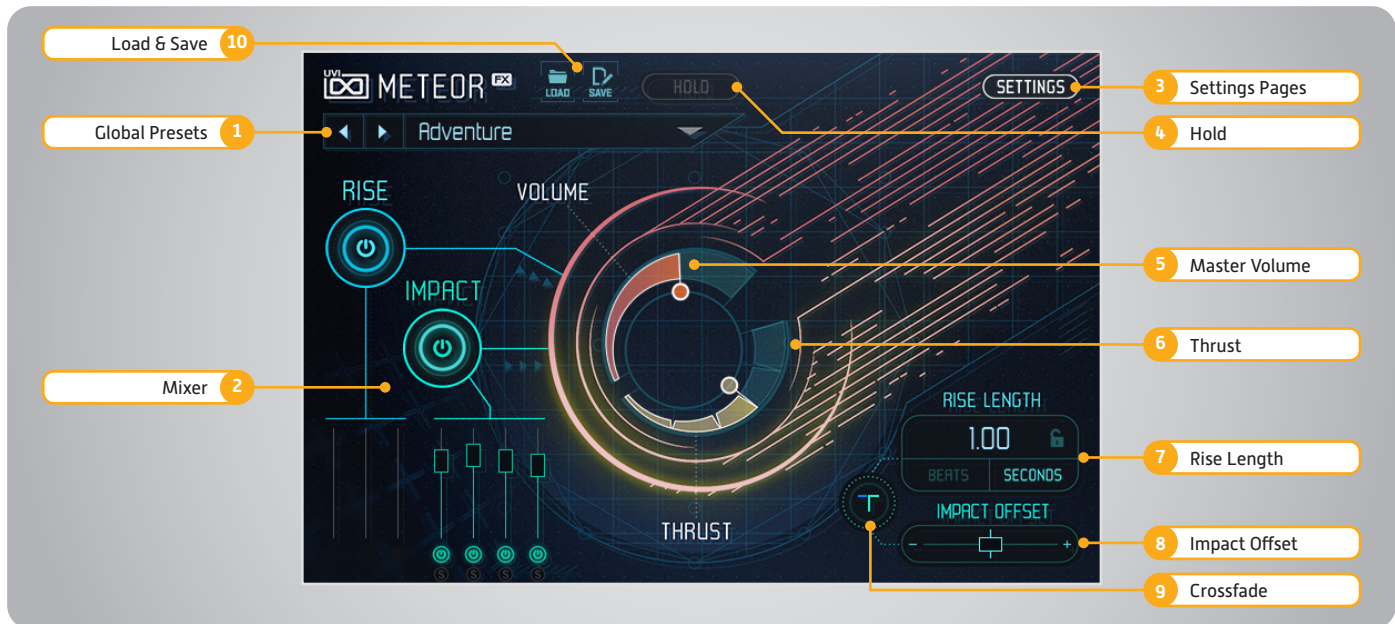 Load & Save 10
UVI METEOR FX
LOAD
SAVE
HOLD
SETTINGS
3 Settings Pages
Global Presets 1
Adventure
4 Hold
RISE
VOLUME
5 Master Volume
IMPACT
6 Thrust
Mixer 2
RISE LENGTH
1.00
BEATS
SECONDS
7 Rise Length
IMPACT OFFSET
- +
8 Impact Offset
THRUST
S S S S
9 Crossfade